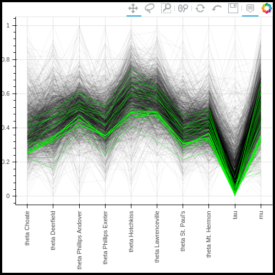 1
0.8
0.6
0.4
0.2
0
theta Choate
theta Deerfield
theta Phillips Andover
theta Phillips Exeter
theta Hotchkiss
theta Lawrenceville
theta St. Paul's
theta Mt. Hermon
tau
mu